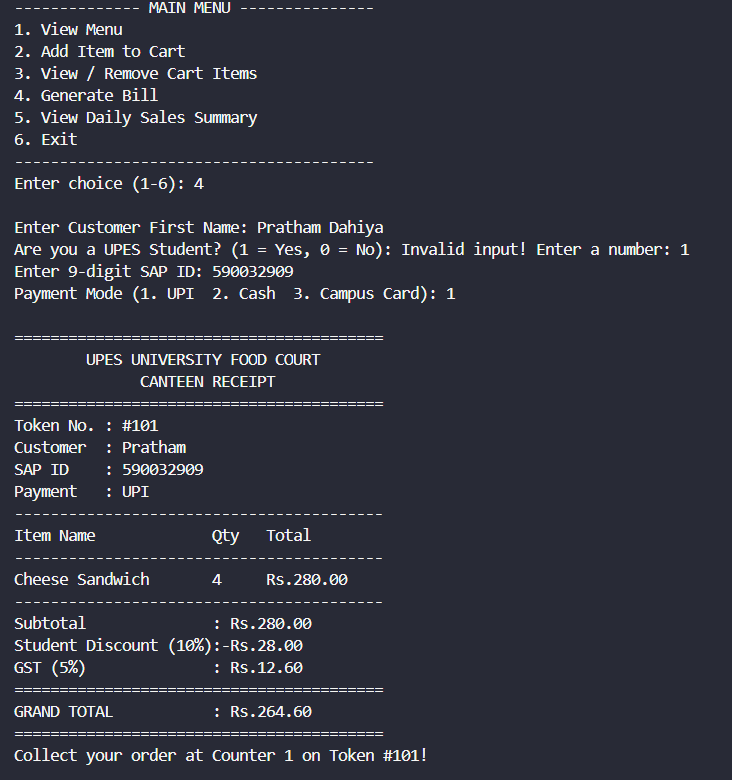 -------------- MAIN MENU ---------------
1. View Menu
2. Add Item to Cart
3. View / Remove Cart Items
4. Generate Bill
5. View Daily Sales Summary
6. Exit
----------------------------------------
Enter choice (1-6): 4
Enter Customer First Name: Pratham Dahiya
Are you a UPES Student? (1 = Yes, 0 = No): Invalid input! Enter a number: 1
Enter 9-digit SAP ID: 590032909
Payment Mode (1. UPI  2. Cash  3. Campus Card): 1
=========================================
        UPES UNIVERSITY FOOD COURT
              CANTEEN RECEIPT
=========================================
Token No. : #101
Customer  : Pratham
SAP ID    : 590032909
Payment   : UPI
-----------------------------------------
Item Name             Qty   Total
-----------------------------------------
Cheese Sandwich       4     Rs.280.00
-----------------------------------------
Subtotal              : Rs.280.00
Student Discount (10%):-Rs.28.00
GST (5%)              : Rs.12.60
=========================================
GRAND TOTAL           : Rs.264.60
=========================================
Collect your order at Counter 1 on Token #101!